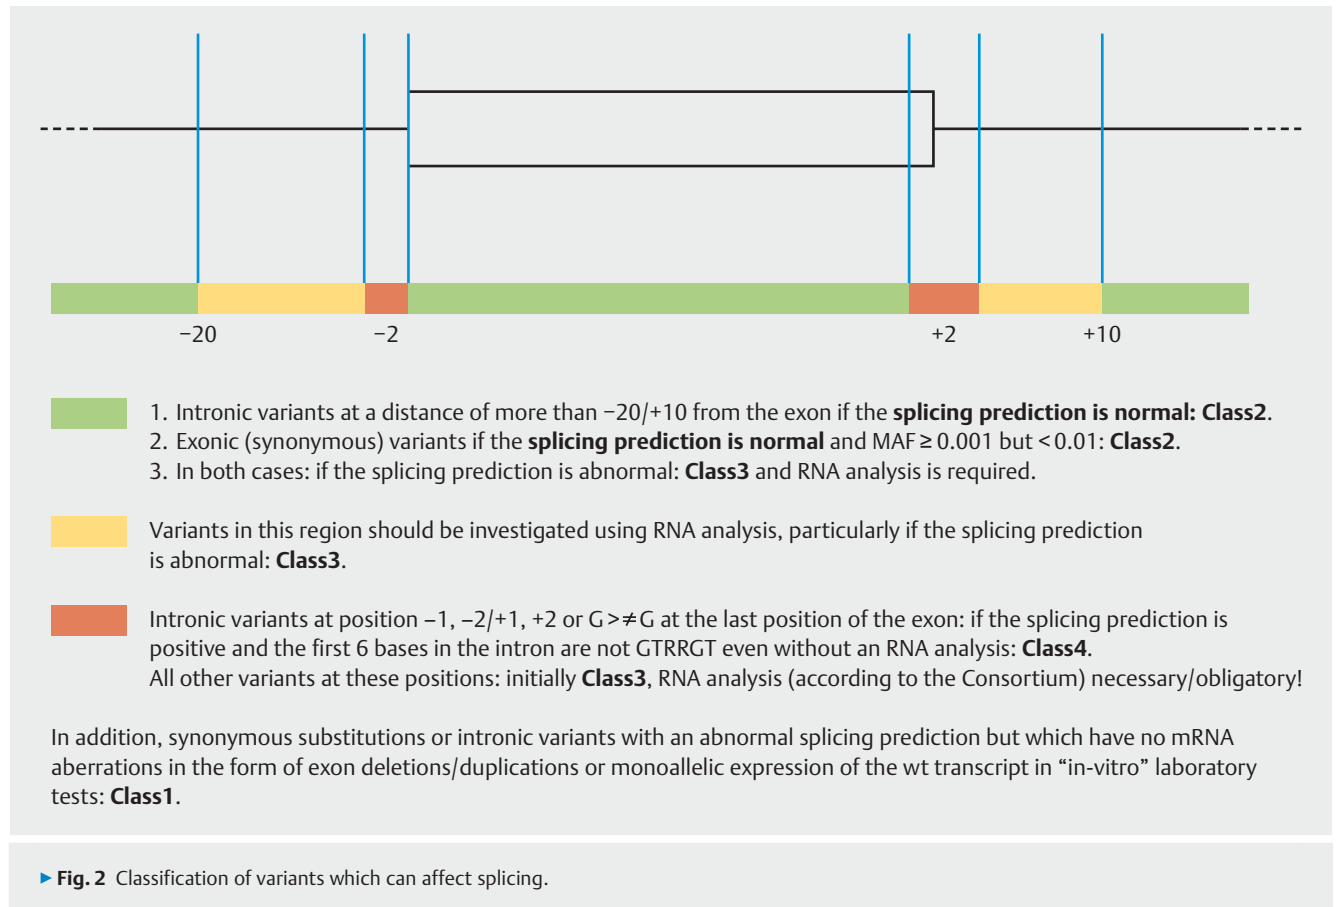 −20
−2
+2
+10
1. Intronic variants at a distance of more than −20/+10 from the exon if the splicing prediction is normal: Class2.
2. Exonic (synonymous) variants if the splicing prediction is normal and MAF ≥ 0.001 but < 0.01: Class2.
3. In both cases: if the splicing prediction is abnormal: Class3 and RNA analysis is required.
Variants in this region should be investigated using RNA analysis, particularly if the splicing prediction
is abnormal: Class3.
Intronic variants at position −1, −2/+1, +2 or G > ≠ G at the last position of the exon: if the splicing prediction is
positive and the first 6 bases in the intron are not GTRRGT even without an RNA analysis: Class4.
All other variants at these positions: initially Class3, RNA analysis (according to the Consortium) necessary/obligatory!
In addition, synonymous substitutions or intronic variants with an abnormal splicing prediction but which have no mRNA
aberrations in the form of exon deletions/duplications or monoallelic expression of the wt transcript in “in-vitro” laboratory
tests: Class1.
▶ Fig. 2 Classification of variants which can affect splicing.